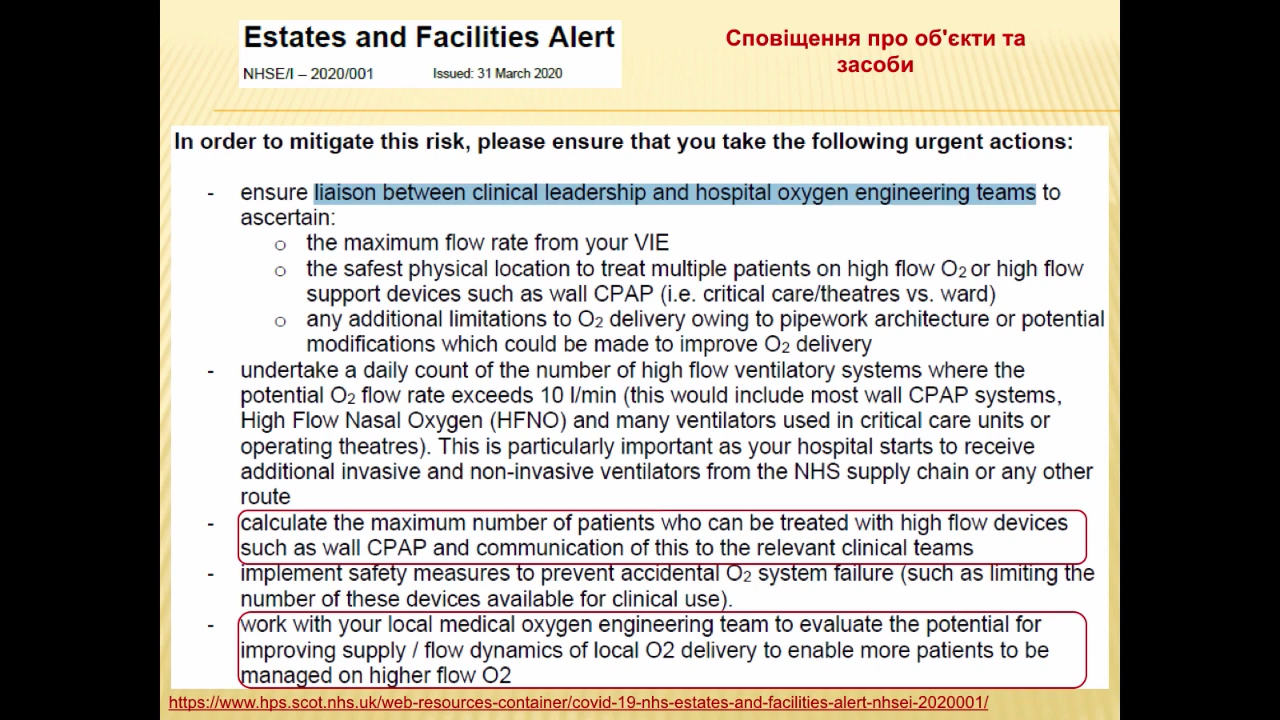 Estates and Facilities Alert
NHSE/I – 2020/001 Issued: 31 March 2020
Сповіщення про об'єкти та
засоби
In order to mitigate this risk, please ensure that you take the following urgent actions:
- ensure liaison between clinical leadership and hospital oxygen engineering teams to
ascertain:
o the maximum flow rate from your VIE
o the safest physical location to treat multiple patients on high flow O2 or high flow
support devices such as wall CPAP (i.e. critical care/theatres vs. ward)
o any additional limitations to O2 delivery owing to pipework architecture or potential
modifications which could be made to improve O2 delivery
- undertake a daily count of the number of high flow ventilatory systems where the
potential O2 flow rate exceeds 10 l/min (this would include most wall CPAP systems,
High Flow Nasal Oxygen (HFNO) and many ventilators used in critical care units or
operating theatres). This is particularly important as your hospital starts to receive
additional invasive and non-invasive ventilators from the NHS supply chain or any other
route
- calculate the maximum number of patients who can be treated with high flow devices
such as wall CPAP and communication of this to the relevant clinical teams
- implement safety measures to prevent accidental O2 system failure (such as limiting the
number of these devices available for clinical use).
- work with your local medical oxygen engineering team to evaluate the potential for
improving supply / flow dynamics of local O2 delivery to enable more patients to be
managed on higher flow O2
https://www.hps.scot.nhs.uk/web-resources-container/covid-19-nhs-estates-and-facilities-alert-nhsei-2020001/